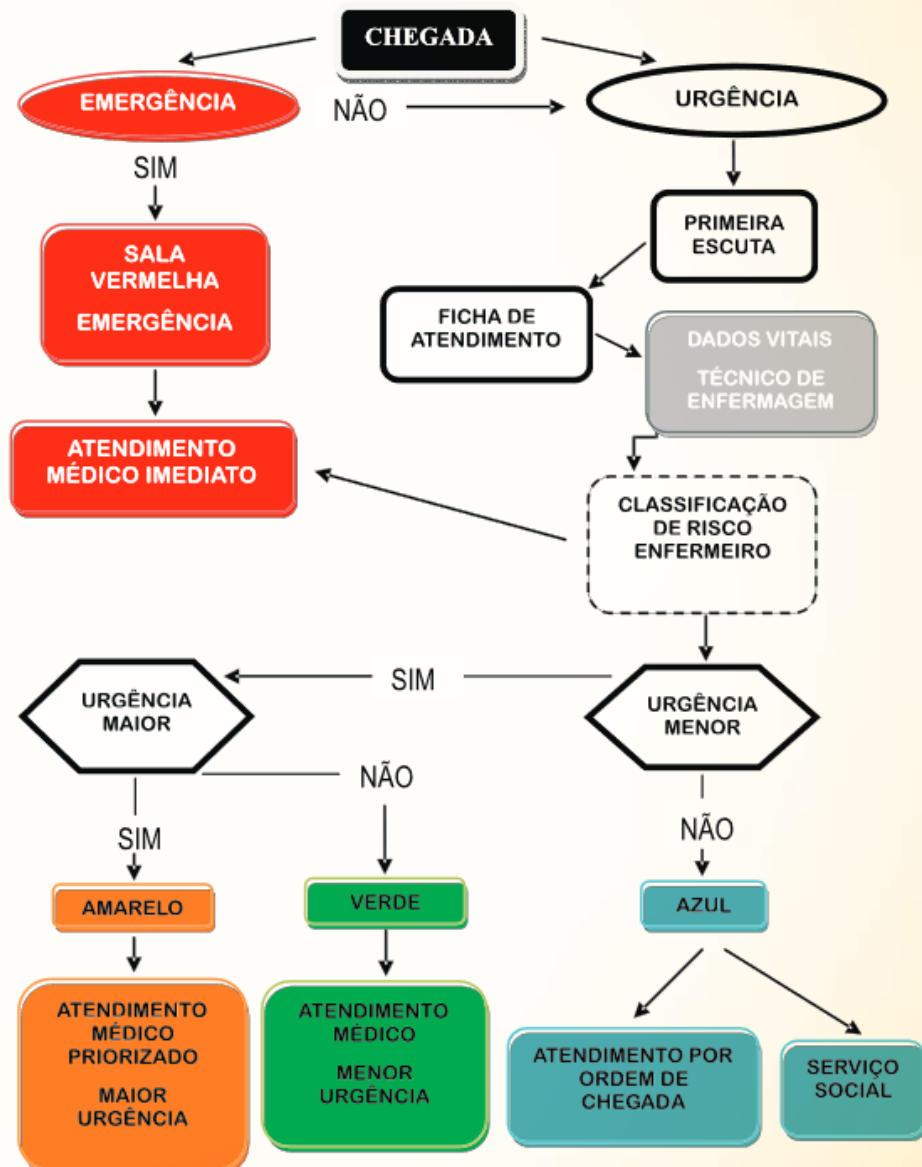 CHEGADA
EMERGÊNCIA
NÃO
URGÊNCIA
SIM
PRIMEIRA
ESCUTA
SALA
VERMELHA
EMERGÊNCIA
FICHA DE
ATENDIMENTO
DADOS VITAIS
TÉCNICO DE
ENFERMAGEM
ATENDIMENTO
MÉDICO IMEDIATO
CLASSIFICAÇÃO
DE RISCO
ENFERMEIRO
URGÊNCIA
MAIOR
SIM
URGÊNCIA
MENOR
NÃO
SIM
NÃO
AMARELO
VERDE
AZUL
ATENDIMENTO
MÉDICO
PRIORIZADO
MAIOR
URGÊNCIA
ATENDIMENTO
MÉDICO
MENOR
URGÊNCIA
ATENDIMENTO POR
ORDEM DE
CHEGADA
SERVIÇO
SOCIAL